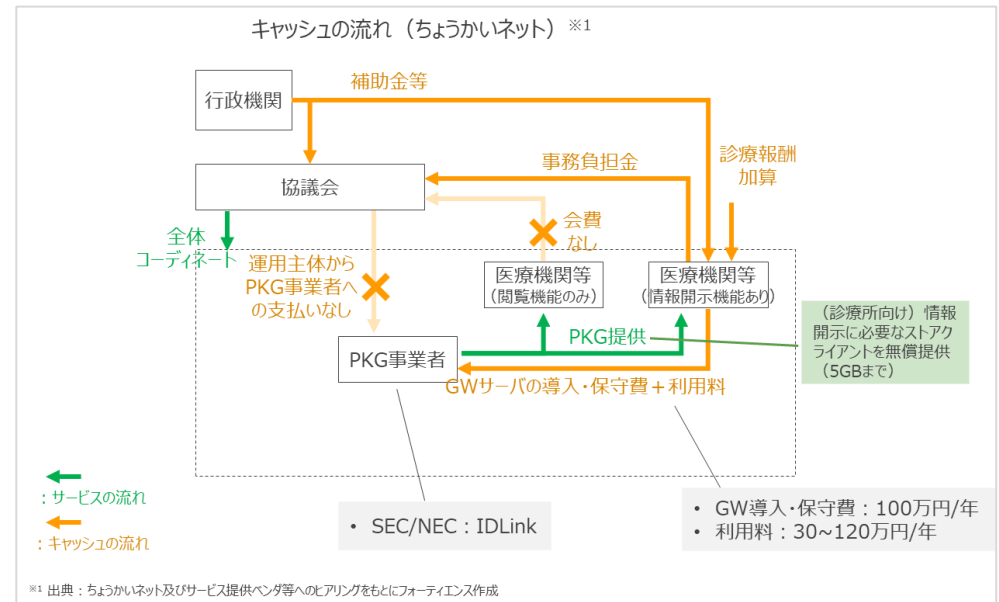 キャッシュの流れ（ちょうかいネット）※1
補助金等
行政機関
事務負担金
診療報酬
加算
協議会
会費
なし
全体
コーディネート
運用主体から
PKG事業者へ
の支払いなし
医療機関等
（閲覧機能のみ）
医療機関等
（情報開示機能あり）
（診療所向け）情報
開示に必要なストアク
ライアントを無償提供
（5GBまで）
PKG提供
PKG事業者
GWサーバの導入・保守費＋利用料
：サービスの流れ
：キャッシュの流れ
• SEC/NEC：IDLink
• GW導入・保守費：100万円/年
• 利用料：30~120万円/年
※1 出典：ちょうかいネット及びサービス提供ベンダ等へのヒアリングをもとにフォーティエンス作成